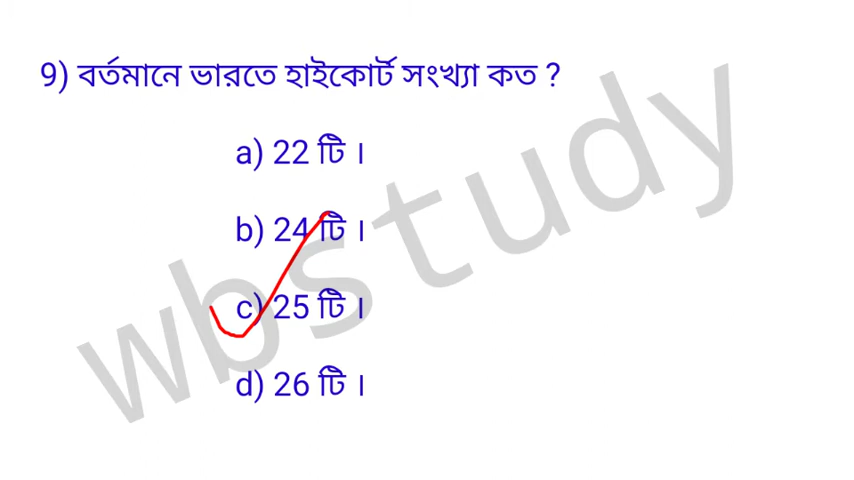 9) বর্তমানে ভারতে হাইকোর্ট সংখ্যা কত ?
a) 22 টি ।
b) 24 টি ।
c) 25 টি ।
d) 26 টি ।
wbstudy